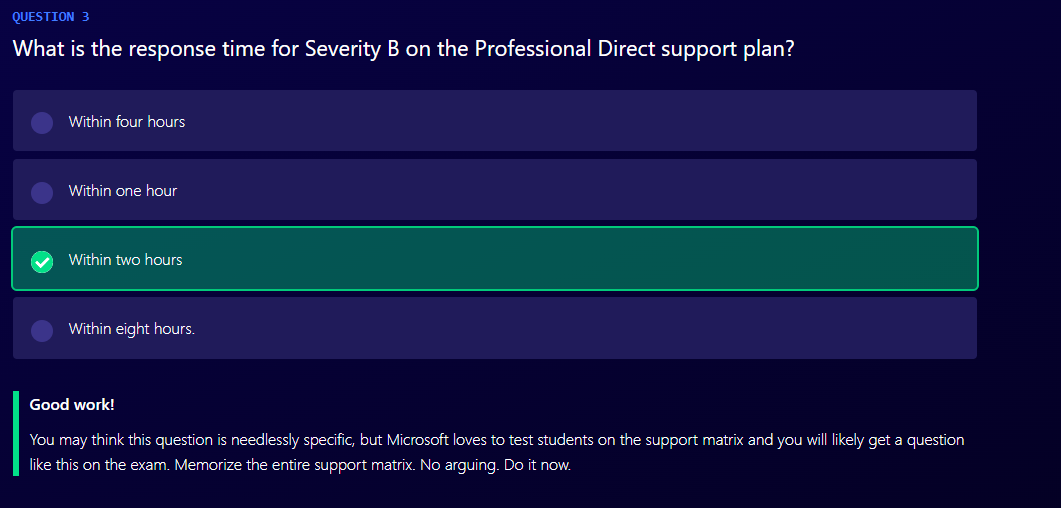 QUESTION 3
What is the response time for Severity B on the Professional Direct support plan?
Within four hours
Within one hour
Within two hours
Within eight hours.
Good work!
You may think this question is needlessly specific, but Microsoft loves to test students on the support matrix and you will likely get a question
like this on the exam. Memorize the entire support matrix. No arguing. Do it now.